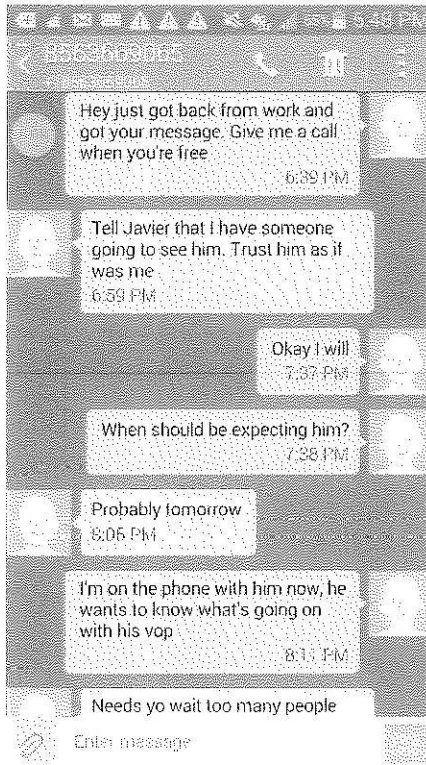 5:39 PM
Hey just got back from work and
got your message. Give me a call
when you're free
6:39 PM
Tell Javier that I have someone
going to see him. Trust him as if
was me
6:59 PM
Okay I will
7:37 PM
When should be expecting him?
7:38 PM
Probably tomorrow
8:05 PM
I'm on the phone with him now, he
wants to know what's going on
with his vop
8:11 PM
Needs yo wait too many people
Enter message